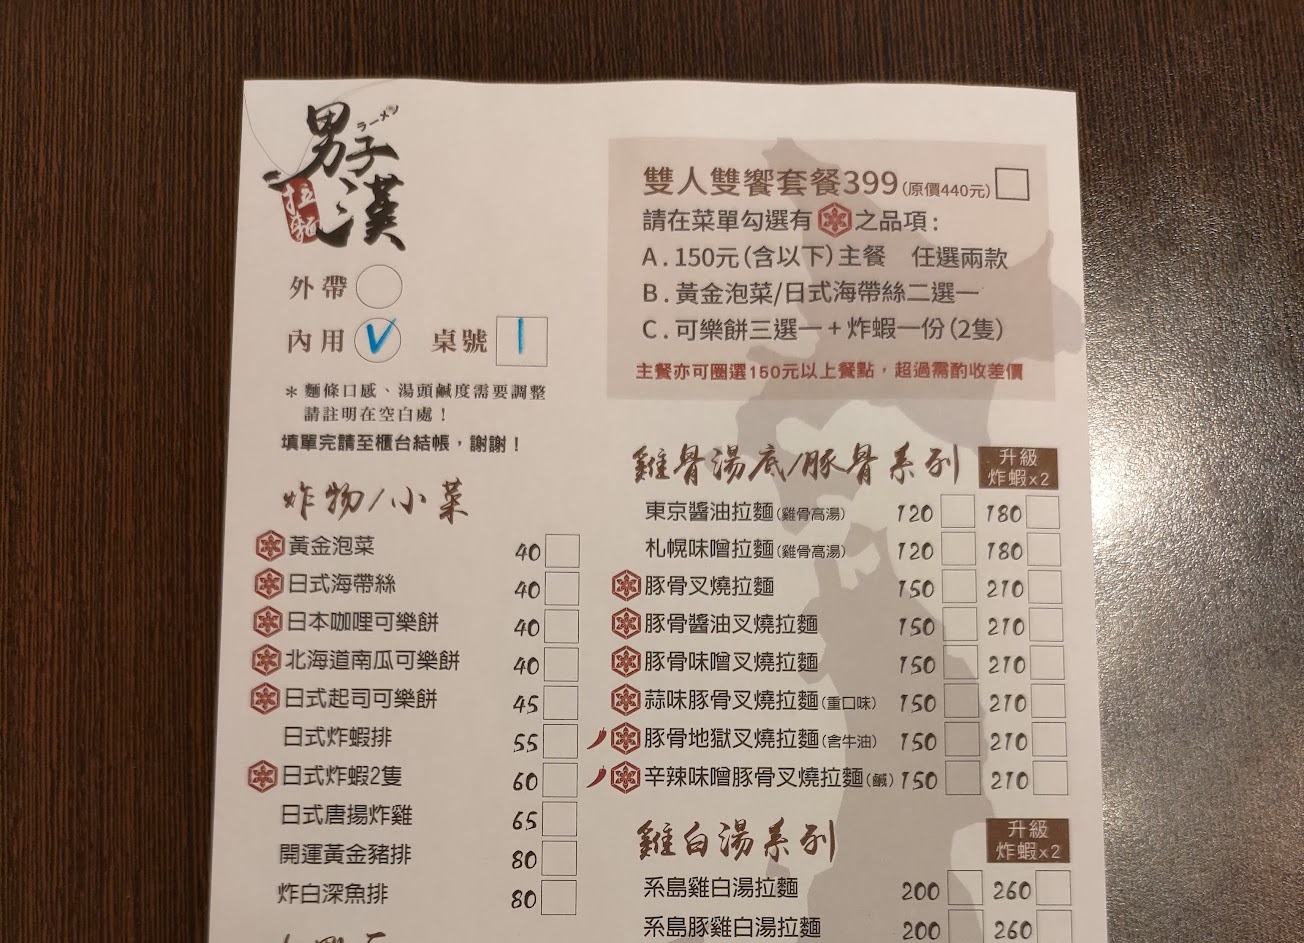 男子漢
ラーメン
拉麵
外帶
內用 V 桌號 1
＊麵條口感、湯頭鹹度需要調整
請註明在空白處！
填單完請至櫃台結帳，謝謝！
炸物/小菜
黃金泡菜 40
日式海帶絲 40
日本咖哩可樂餅 40
北海道南瓜可樂餅 40
日式起司可樂餅 45
日式炸蝦排 55
日式炸蝦2隻 60
日式唐揚炸雞 65
開運黃金豬排 80
炸白深魚排 80
雙人雙饗套餐399(原價440元)
請在菜單勾選有 之品項：
A.150元(含以下)主餐 任選兩款
B.黃金泡菜/日式海帶絲二選一
C.可樂餅三選一+炸蝦一份(2隻)
主餐亦可圈選150元以上餐點，超過需酌收差價
雞骨湯底/豚骨系列 升級炸蝦x2
東京醬油拉麵(雞骨高湯) 120 180
札幌味噌拉麵(雞骨高湯) 120 180
豚骨叉燒拉麵 150 210
豚骨醬油叉燒拉麵 150 210
豚骨味噌叉燒拉麵 150 210
蒜味豚骨叉燒拉麵(重口味) 150 210
豚骨地獄叉燒拉麵(含牛油) 150 210
辛辣味噌豚骨叉燒拉麵(鹹) 150 210
雞白湯系列 升級炸蝦x2
系島雞白湯拉麵 200 260
系島豚雞白湯拉麵 200 260